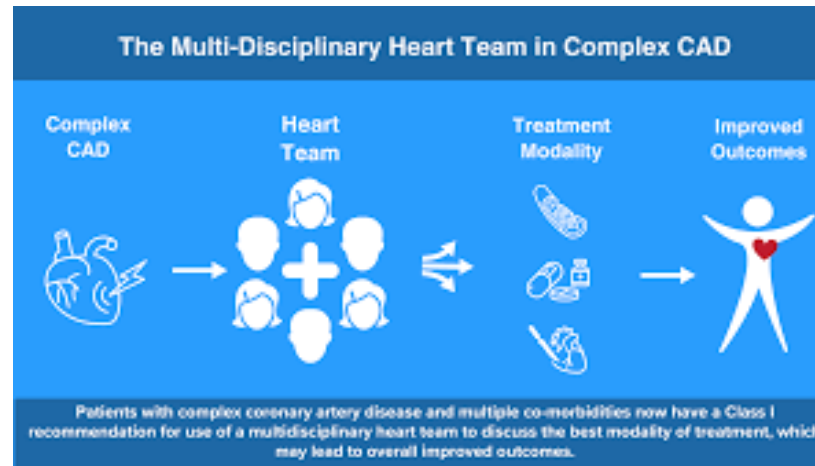 The Multi-Disciplinary Heart Team in Complex CAD
Complex
CAD
Heart
Team
Treatment
Modality
Improved
Outcomes
Patients with complex coronary artery disease and multiple co-morbidities now have a Class I
recommendation for use of a multidisciplinary heart team to discuss the best modality of treatment, which
may lead to overall improved outcomes.